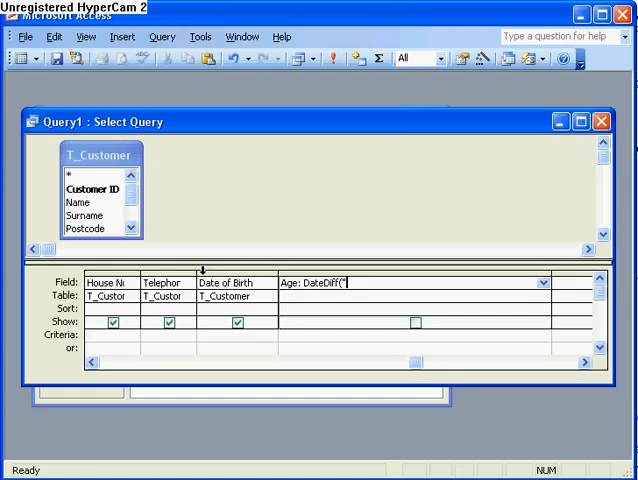 Unregistered HyperCam 2
Microsoft Access
File Edit View Insert Query Tools Window Help
Type a question for help
All
Query1 : Select Query
T_Customer
*
Customer ID
Name
Surname
Postcode
Field: House Nu Telephor Date of Birth Age: DateDiff("
Table: T_Custor T_Custor T_Customer
Sort:
Show:
Criteria:
or:
Ready NUM